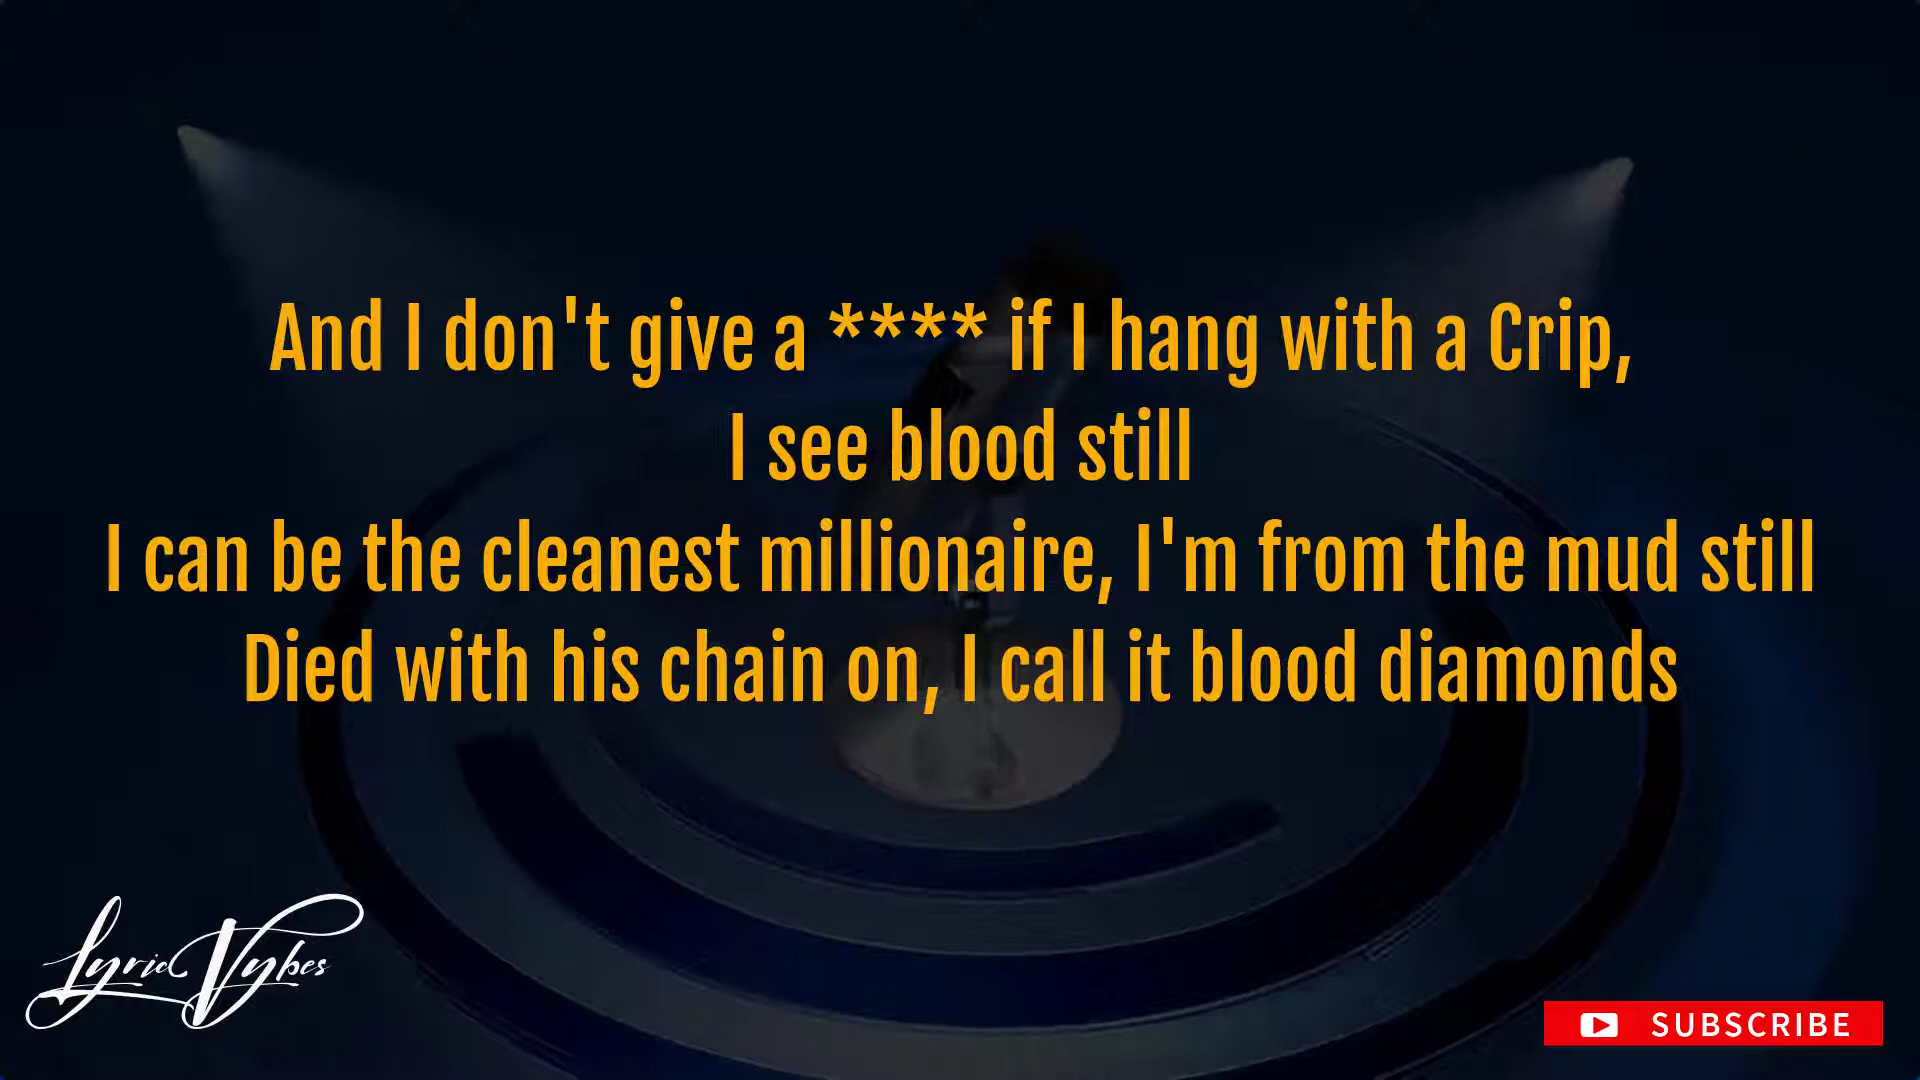 And I don't give a **** if I hang with a Crip,
I see blood still
I can be the cleanest millionaire, I'm from the mud still
Died with his chain on, I call it blood diamonds
Lyric Vybes
SUBSCRIBE